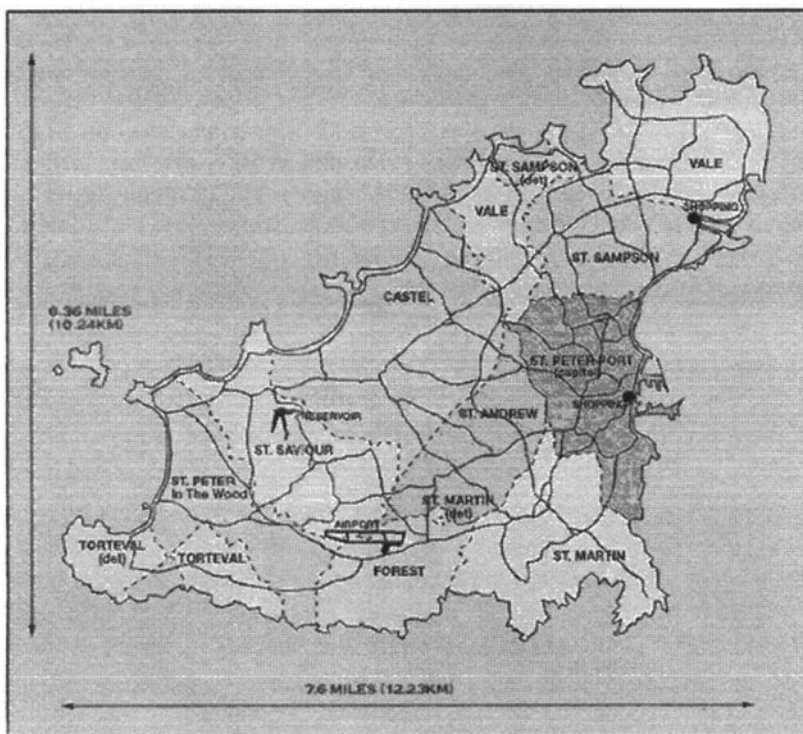 ST. SAMPSON
(det)
VALE
VALE
SHOPPING
ST. SAMPSON
CASTEL
6.36 MILES
(10.24KM)
ST. PETER PORT
(capital)
SHOPPING
ST. ANDREW
RESERVOIR
ST. SAVIOUR
ST. PETER
In The Wood
ST. MARTIN
(det)
AIRPORT
TORTEVAL
(det)
TORTEVAL
FOREST
ST. MARTIN
7.6 MILES (12.23KM)